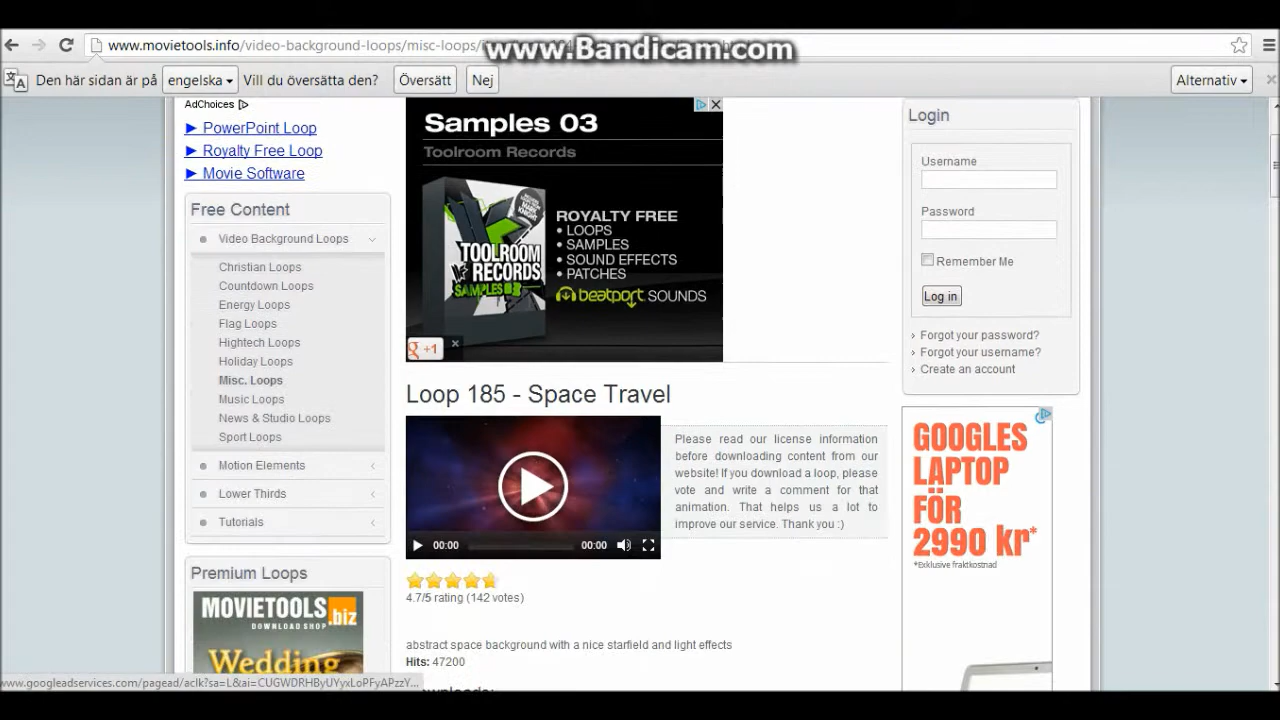 www.movietools.info/video-background-loops/misc-loops/
www.Bandicam.com
Den här sidan är på engelska Vill du översätta den? Översätt Nej Alternativ
AdChoices
► PowerPoint Loop
► Royalty Free Loop
► Movie Software
Free Content
Video Background Loops
Christian Loops
Countdown Loops
Energy Loops
Flag Loops
Hightech Loops
Holiday Loops
Misc. Loops
Music Loops
News & Studio Loops
Sport Loops
Motion Elements
Lower Thirds
Tutorials
Premium Loops
MOVIETOOLS.biz
DOWNLOAD SHOP
Wedding
Samples 03
Toolroom Records
TOOLROOM
RECORDS
SAMPLES 03
ROYALTY FREE
• LOOPS
• SAMPLES
• SOUND EFFECTS
• PATCHES
beatport SOUNDS
g +1
Loop 185 - Space Travel
00:00 00:00
Please read our license information
before downloading content from our
website! If you download a loop, please
vote and write a comment for that
animation. That helps us a lot to
improve our service. Thank you :)
4.7/5 rating (142 votes)
abstract space background with a nice starfield and light effects
Hits: 47200
Login
Username
Password
Remember Me
Log in
Forgot your password?
Forgot your username?
Create an account
GOOGLES
LAPTOP
FÖR
2990 kr*
*Exklusive fraktkostnad
www.googleadservices.com/pagead/aclk?sa=L&ai=CUGWDRHByUYyxLoPFyAPzzY...